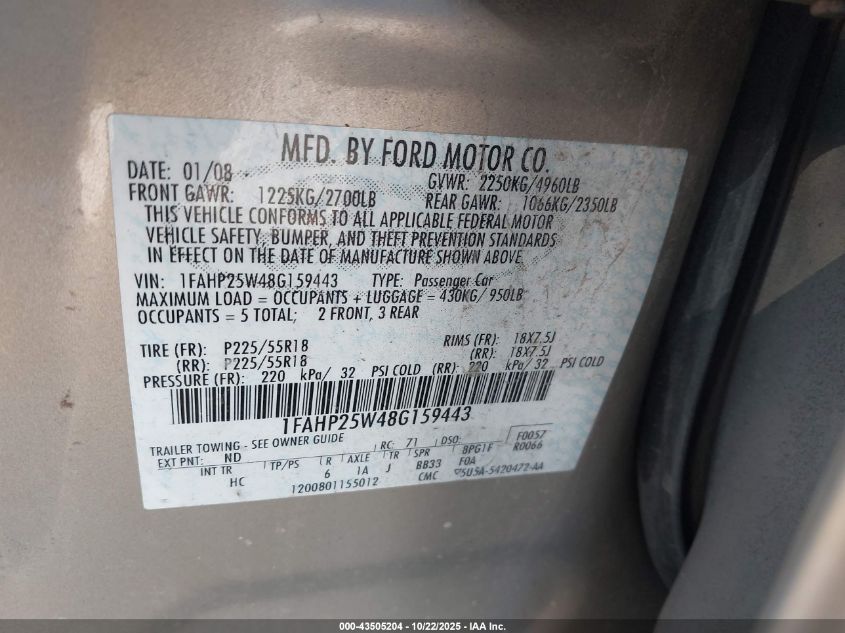 MFD. BY FORD MOTOR CO.
DATE: 01/08 GVWR: 2250KG/4960LB
FRONT GAWR: 1225KG/2700LB REAR GAWR: 1066KG/2350LB
THIS VEHICLE CONFORMS TO ALL APPLICABLE FEDERAL MOTOR
VEHICLE SAFETY, BUMPER, AND THEFT PREVENTION STANDARDS
IN EFFECT ON THE DATE OF MANUFACTURE SHOWN ABOVE
VIN: 1FAHP25W48G159443 TYPE: Passenger Car
MAXIMUM LOAD = OCCUPANTS + LUGGAGE = 430KG/ 950LB
OCCUPANTS = 5 TOTAL; 2 FRONT, 3 REAR
TIRE (FR): P225/55R18 RIMS (FR): 18X7.5J
(RR): P225/55R18 (RR): 18X7.5J
PRESSURE (FR): 220 kPa/ 32 PSI COLD (RR): 220 kPa/ 32 PSI COLD
1FAHP25W48G159443
TRAILER TOWING - SEE OWNER GUIDE
EXT PNT: ND RC: 71 DSO: F0057
INT TR TP/PS R AXLE TR SPR BPG1F R0066
HC 6 1A J BB33 F0A
1200801155012 CMC 5U5A-5420472-AA
000-43505204 - 10/22/2025 - IAA Inc.